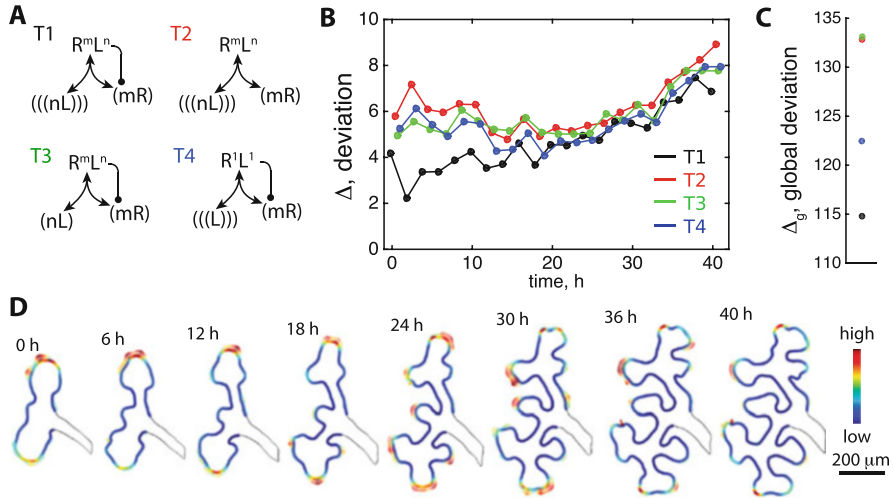 A
T1
RᵐLⁿ
(((nL)))
(mR)
T2
RᵐLⁿ
(((nL)))
(mR)
T3
RᵐLⁿ
(nL)
(mR)
T4
R¹L¹
(((L)))
(mR)
B
Δ, deviation
10
8
6
4
2
0
0
10
20
30
40
time, h
T1
T2
T3
T4
C
Δg, global deviation
135
130
125
120
115
110
D
0 h
6 h
12 h
18 h
24 h
30 h
36 h
40 h
high
low
200 μm